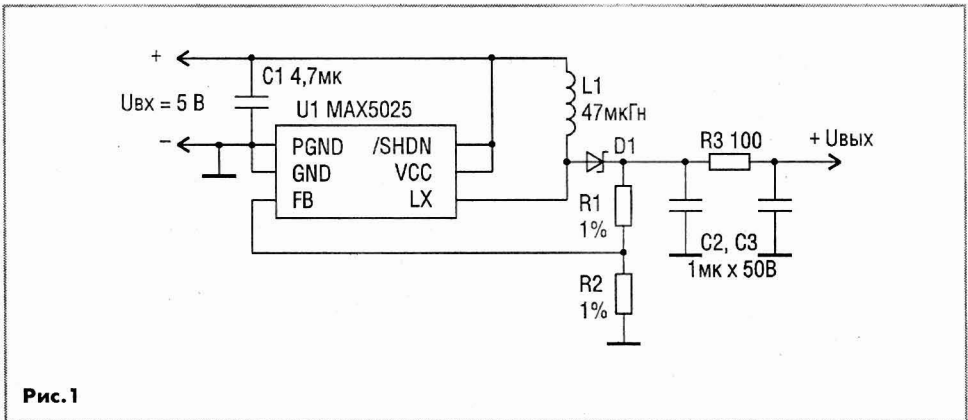 +
C1 4,7мк
L1
47мкГн
Uвх = 5 В
U1 MAX5025
–
PGND /SHDN
GND VCC
FB LX
D1
R3 100
+ Uвых
R1
1%
C2, C3
1мк x 50В
R2
1%
Рис.1